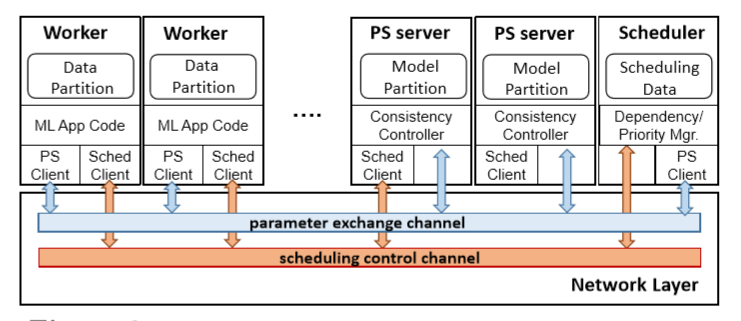 Worker
Worker
PS server
PS server
Scheduler
Data
Partition
Data
Partition
Model
Partition
Model
Partition
Scheduling
Data
ML App Code
ML App Code
....
Consistency
Controller
Consistency
Controller
Dependency/
Priority Mgr.
PS
Client
Sched
Client
PS
Client
Sched
Client
Sched
Client
Sched
Client
PS
Client
parameter exchange channel
scheduling control channel
Network Layer